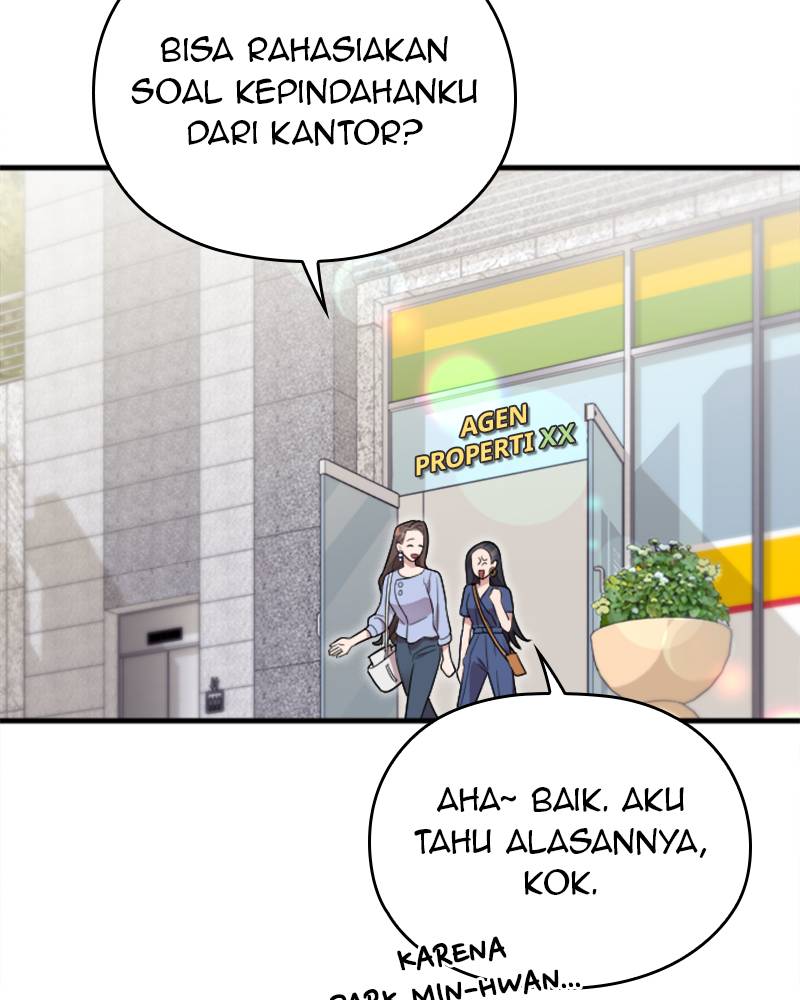 BISA RAHASIAKAN
SOAL KEPINDAHANKU
DARI KANTOR?
AGEN
PROPERTI XX
AHA~ BAIK. AKU
TAHU ALASANNYA,
KOK.
KARENA
PARK MIN-HWAN...